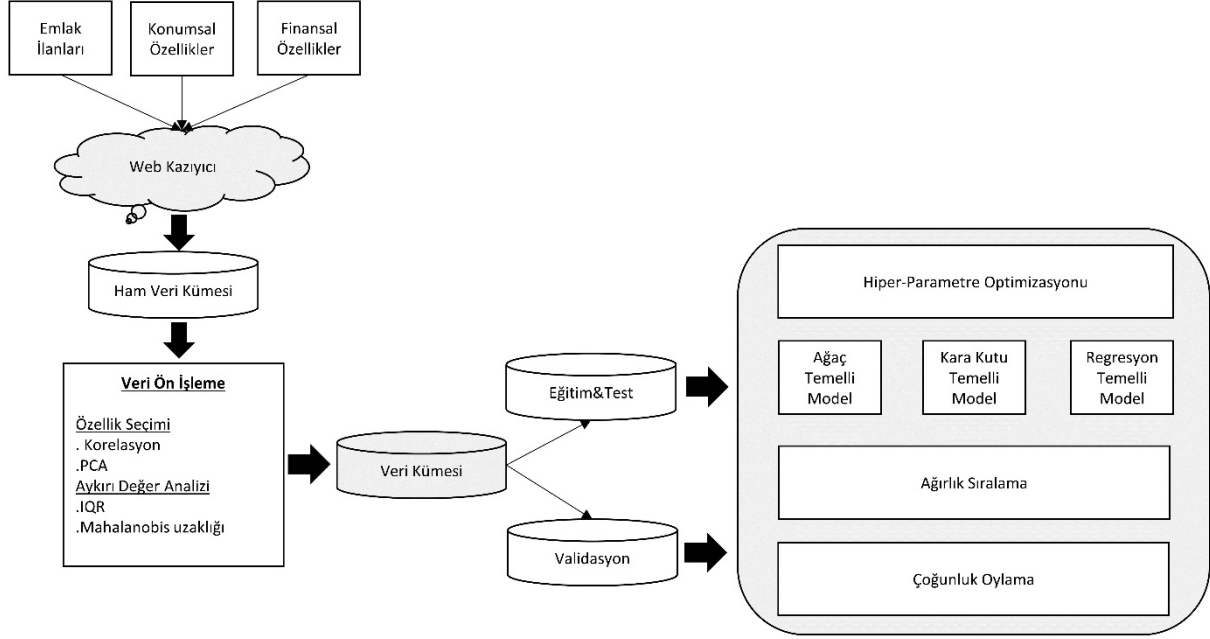 Emlak
İlanları
Konumsal
Özellikler
Finansal
Özellikler
Web Kazıyıcı
Ham Veri Kümesi
Veri Ön İşleme
Özellik Seçimi
. Korelasyon
.PCA
Aykırı Değer Analizi
.IQR
.Mahalanobis uzaklığı
Veri Kümesi
Eğitim&Test
Validasyon
Hiper-Parametre Optimizasyonu
Ağaç
Temelli
Model
Kara Kutu
Temelli
Model
Regresyon
Temelli
Model
Ağırlık Sıralama
Çoğunluk Oylama